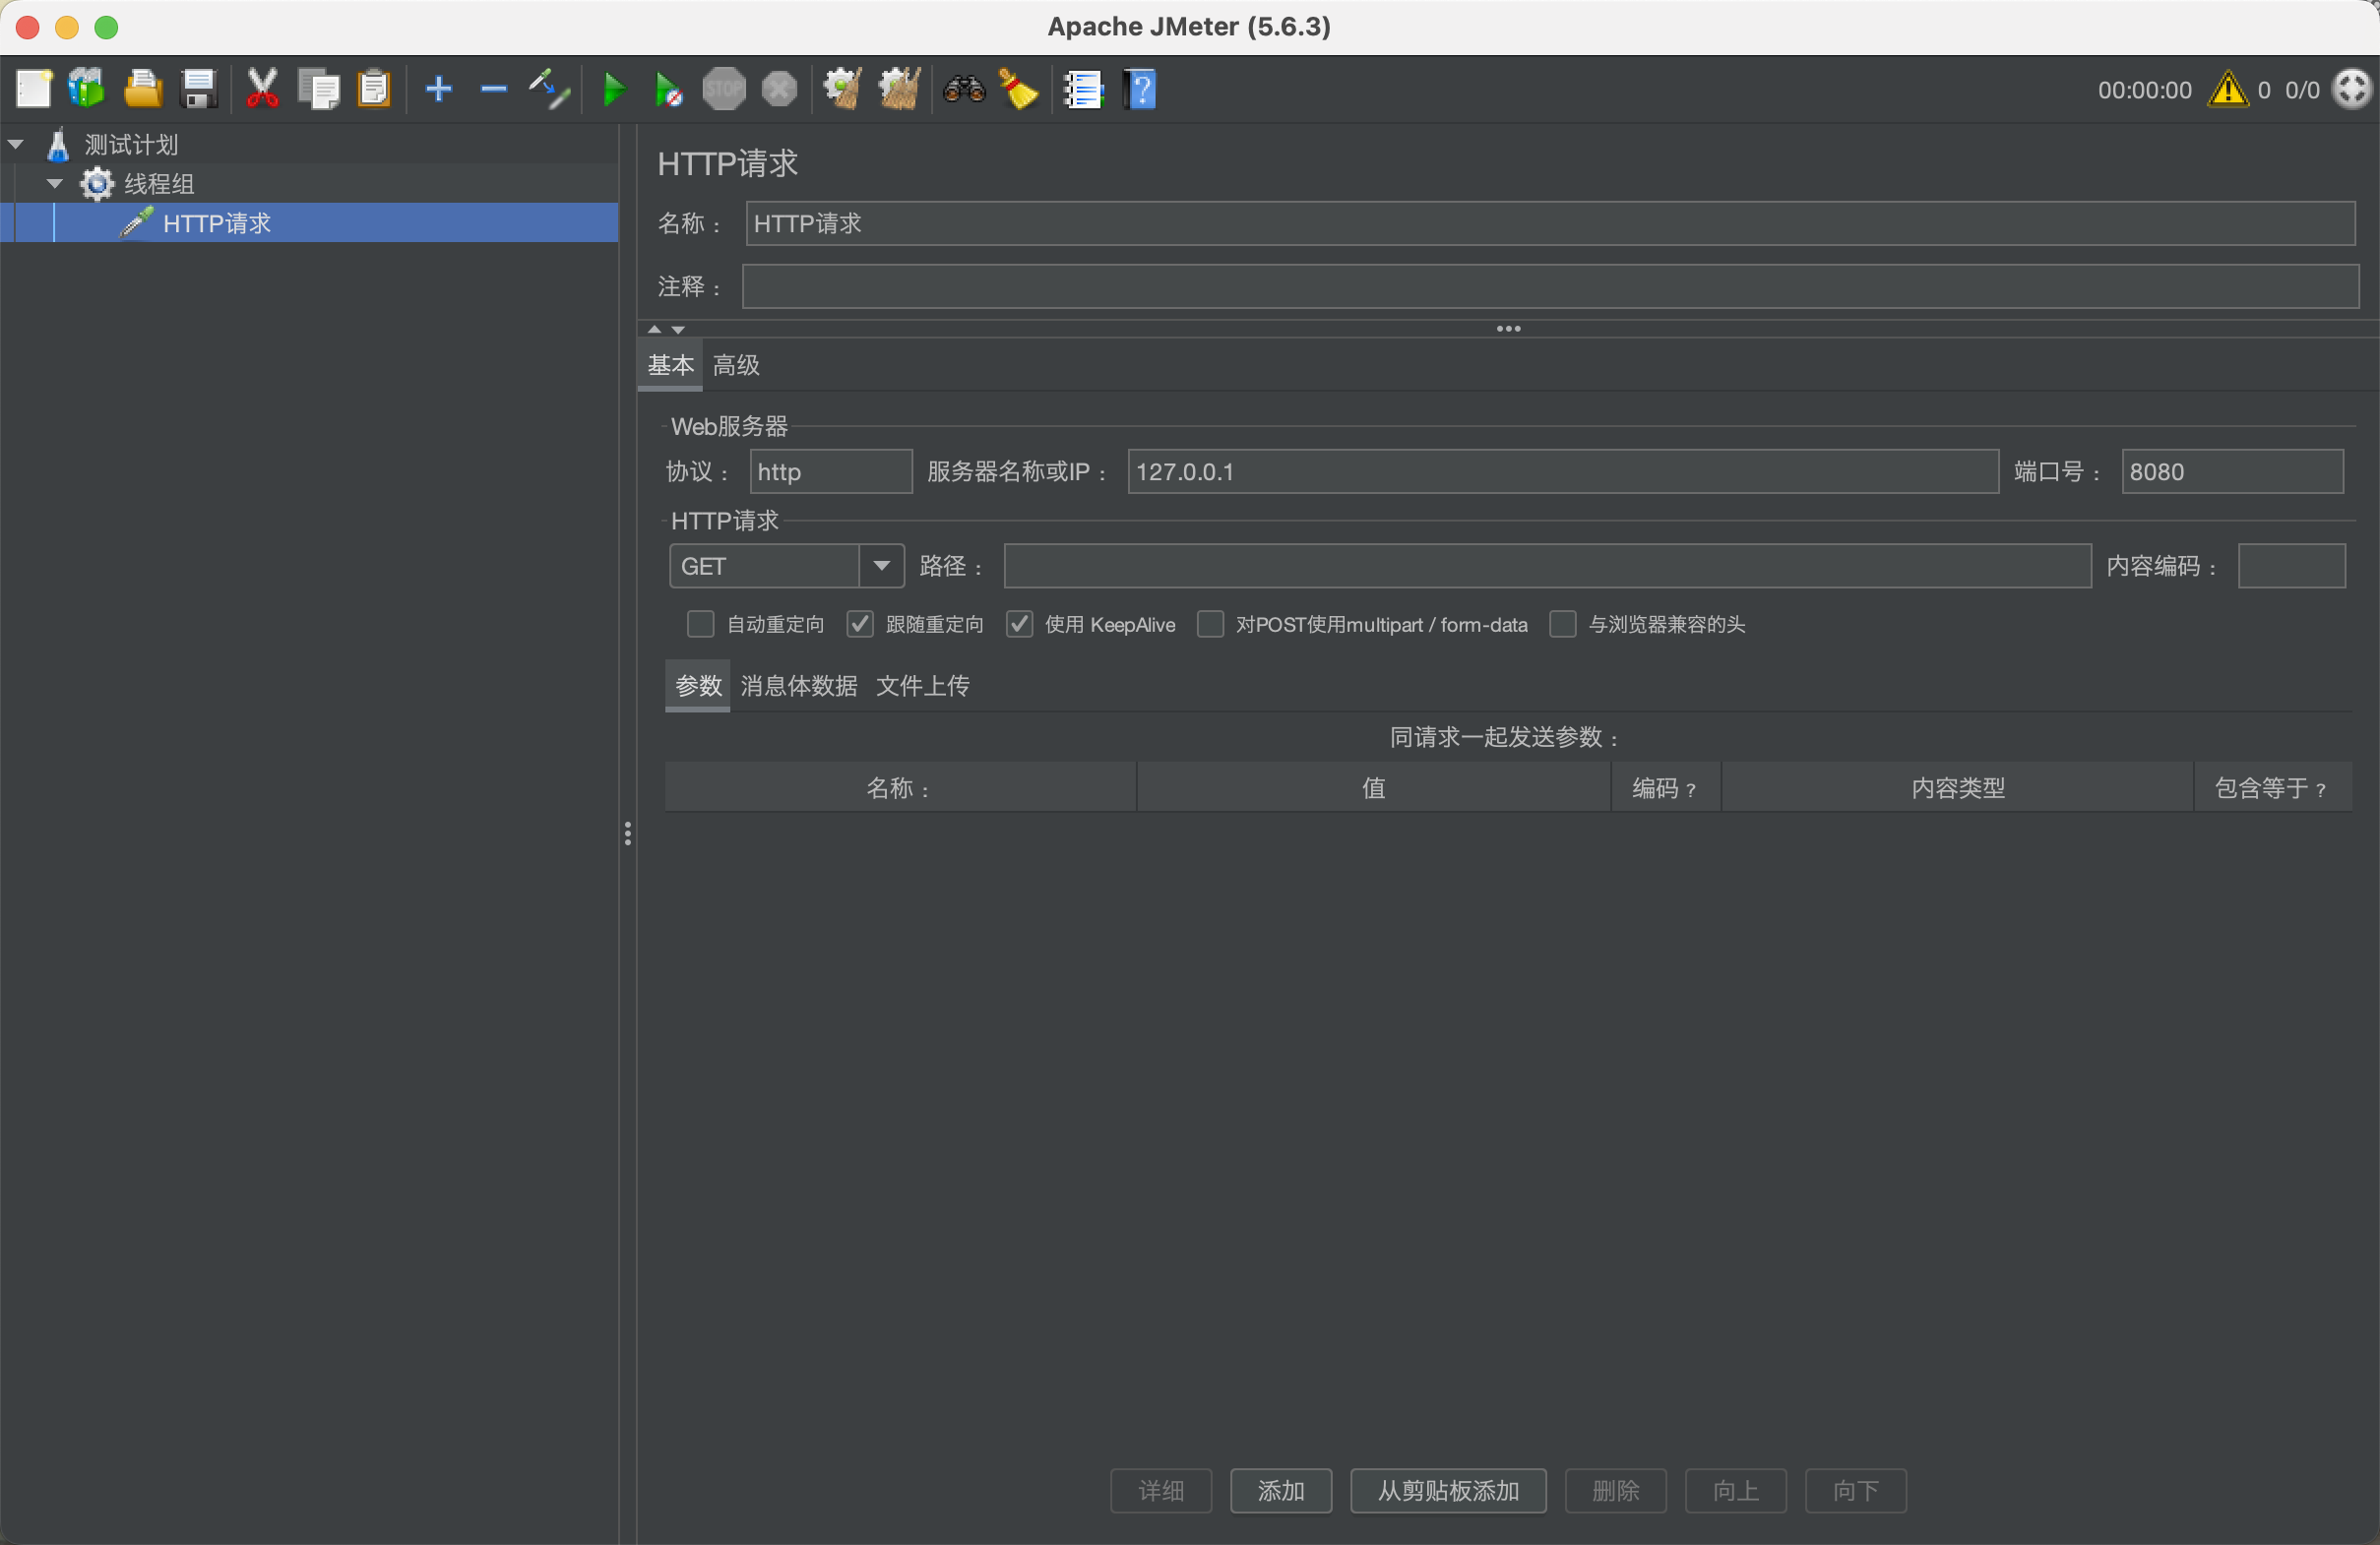 Apache JMeter (5.6.3)
STOP
?
00:00:00 0 0/0
测试计划
线程组
HTTP请求
HTTP请求
名称： HTTP请求
注释：
基本 高级
Web服务器
协议： http 服务器名称或IP： 127.0.0.1 端口号： 8080
HTTP请求
GET 路径： 内容编码：
自动重定向 跟随重定向 使用 KeepAlive 对POST使用multipart / form-data 与浏览器兼容的头
参数 消息体数据 文件上传
同请求一起发送参数：
名称： 值 编码？ 内容类型 包含等于？
详细 添加 从剪贴板添加 删除 向上 向下